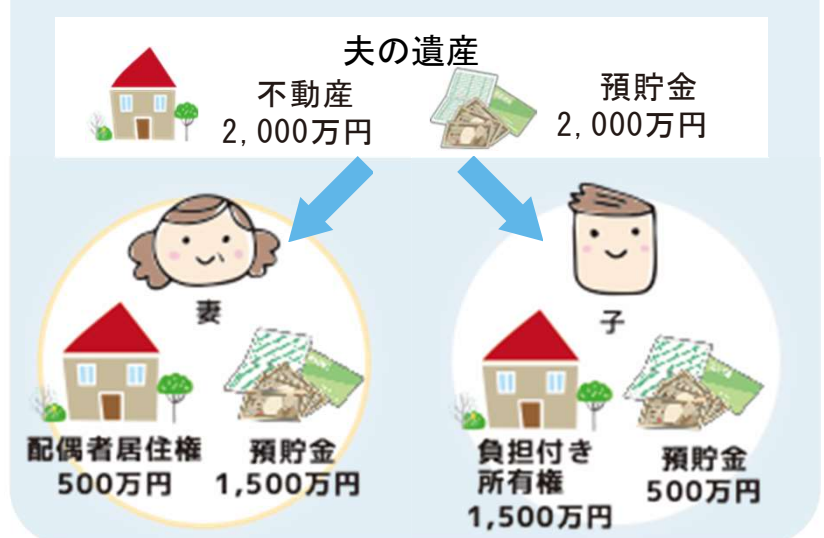 夫の遺産
不動産
2,000万円
預貯金
2,000万円
妻
配偶者居住権
500万円
預貯金
1,500万円
子
負担付き
所有権
1,500万円
預貯金
500万円